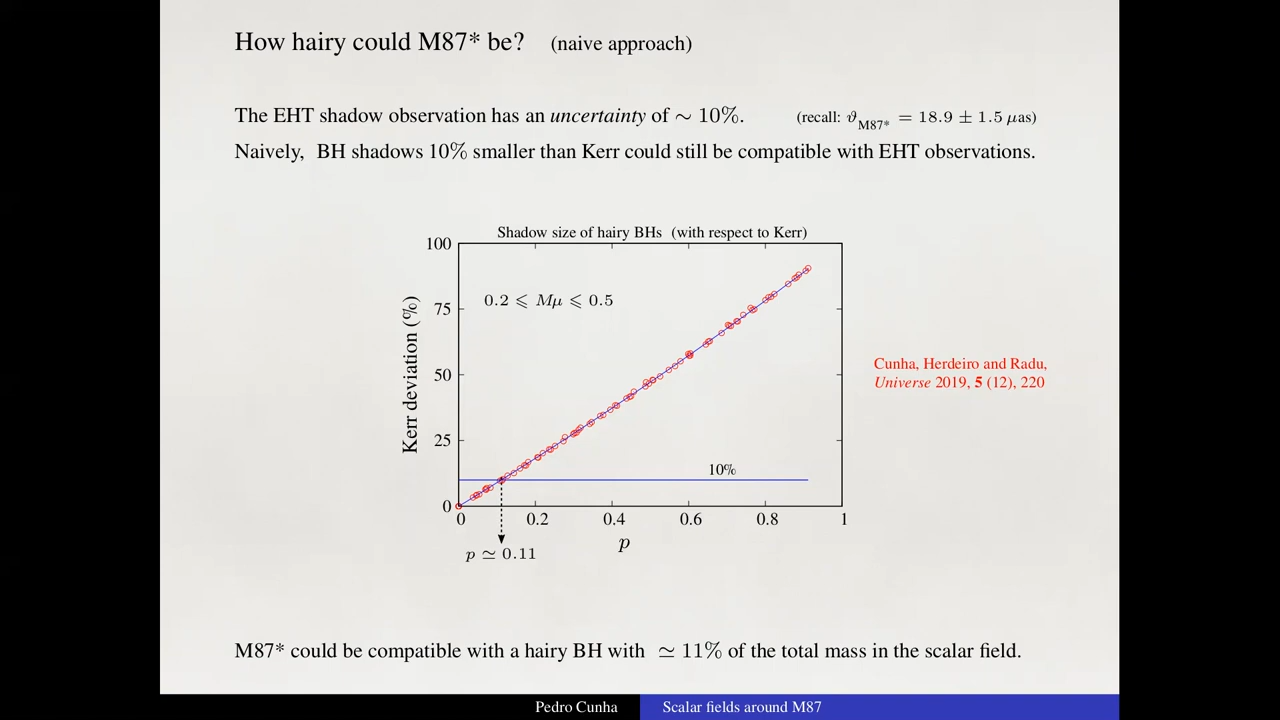 How hairy could M87* be? (naive approach)
The EHT shadow observation has an uncertainty of ∼ 10%. (recall: ϑ_M87* = 18.9 ± 1.5 μas)
Naively, BH shadows 10% smaller than Kerr could still be compatible with EHT observations.
Shadow size of hairy BHs (with respect to Kerr)
100
75
50
25
0
Kerr deviation (%)
0.2 ⩽ Mμ ⩽ 0.5
10%
0 0.2 0.4 0.6 0.8 1
p
p ≃ 0.11
Cunha, Herdeiro and Radu,
Universe 2019, 5 (12), 220
M87* could be compatible with a hairy BH with ≃ 11% of the total mass in the scalar field.
Pedro Cunha Scalar fields around M87